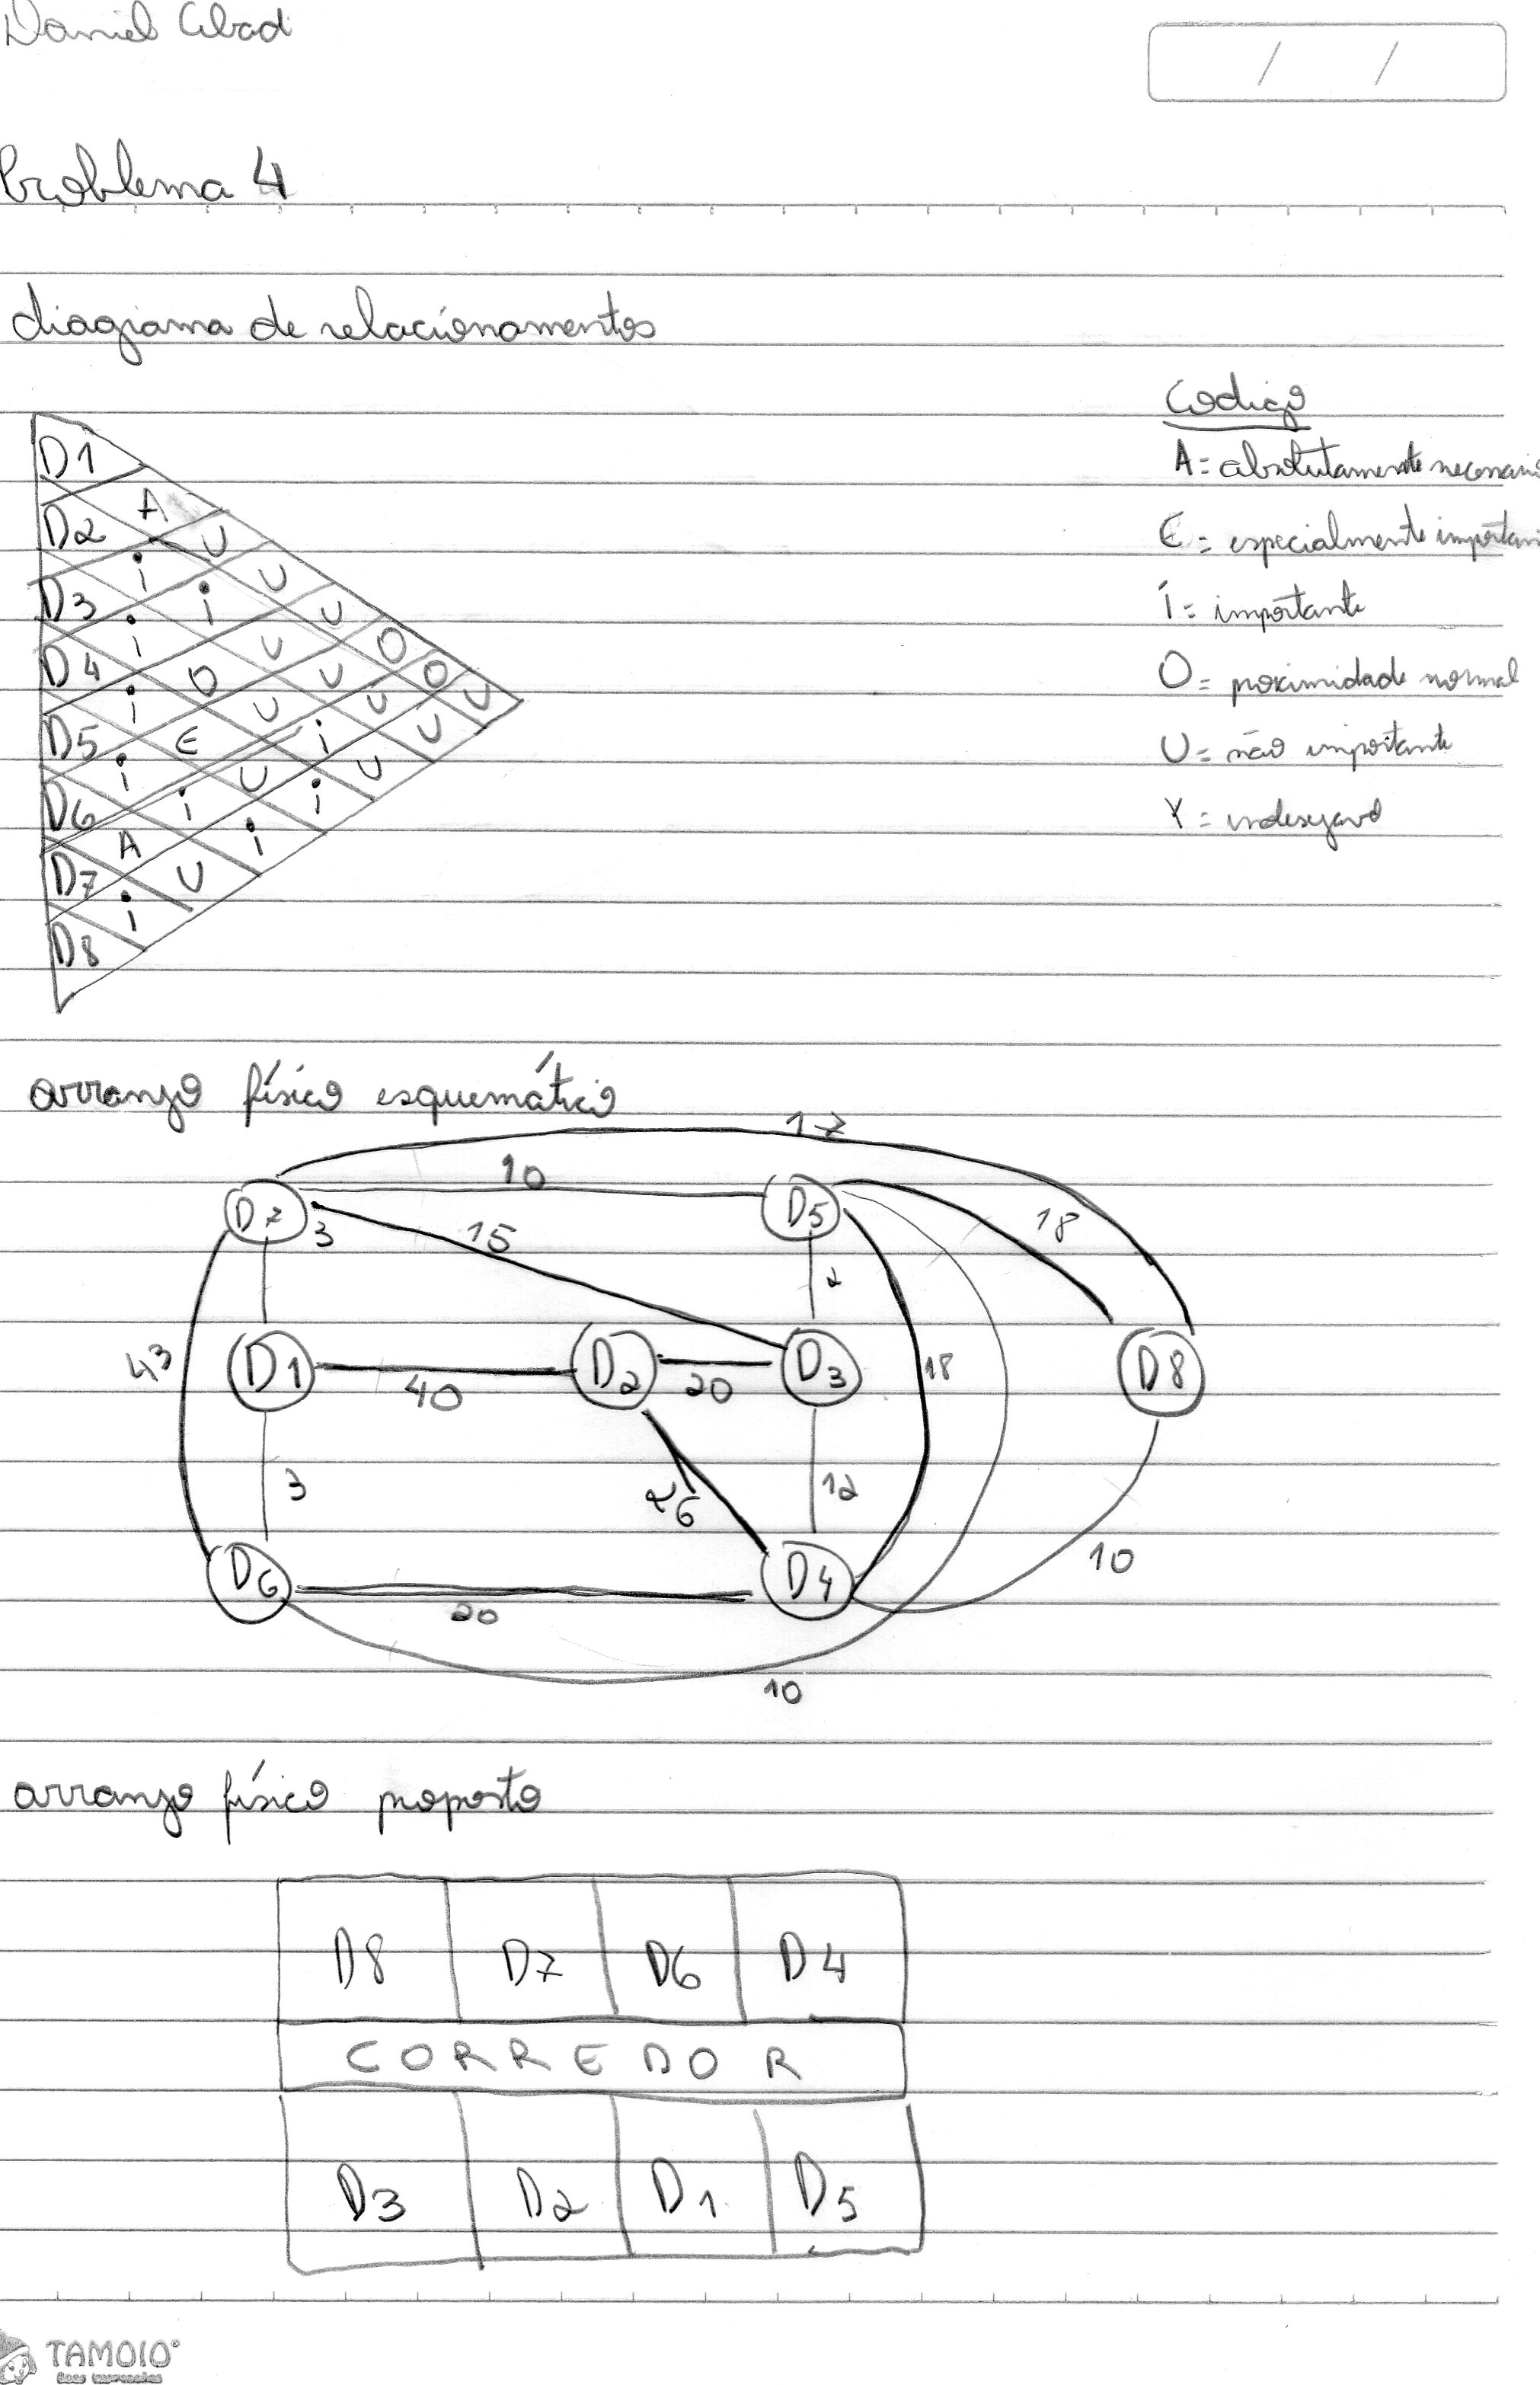 Daniel Abad
/ /
Problema 4
diagrama de relacionamentos
Codigo
A = absolutamente necessario
E = especialmente important
i = importante
O = proximidade normal
U = não importante
X = indesejavel
D1
A
D2
U
i
U
D3
i
U
i
U
O
D4
O
U
O
i
U
U
U
D5
E
i
U
i
U
U
D6
i
i
A
i
D7
U
i
D8
arranjo físico esquemático
17
10
D7
3
15
D5
18
2
43
D1
40
D2
20
D3
18
D8
3
26
12
D6
20
D4
10
10
arranjo físico proposto
D8 D7 D6 D4
CORREDOR
D3 D2 D1 D5
TAMOIO
Boas impressões